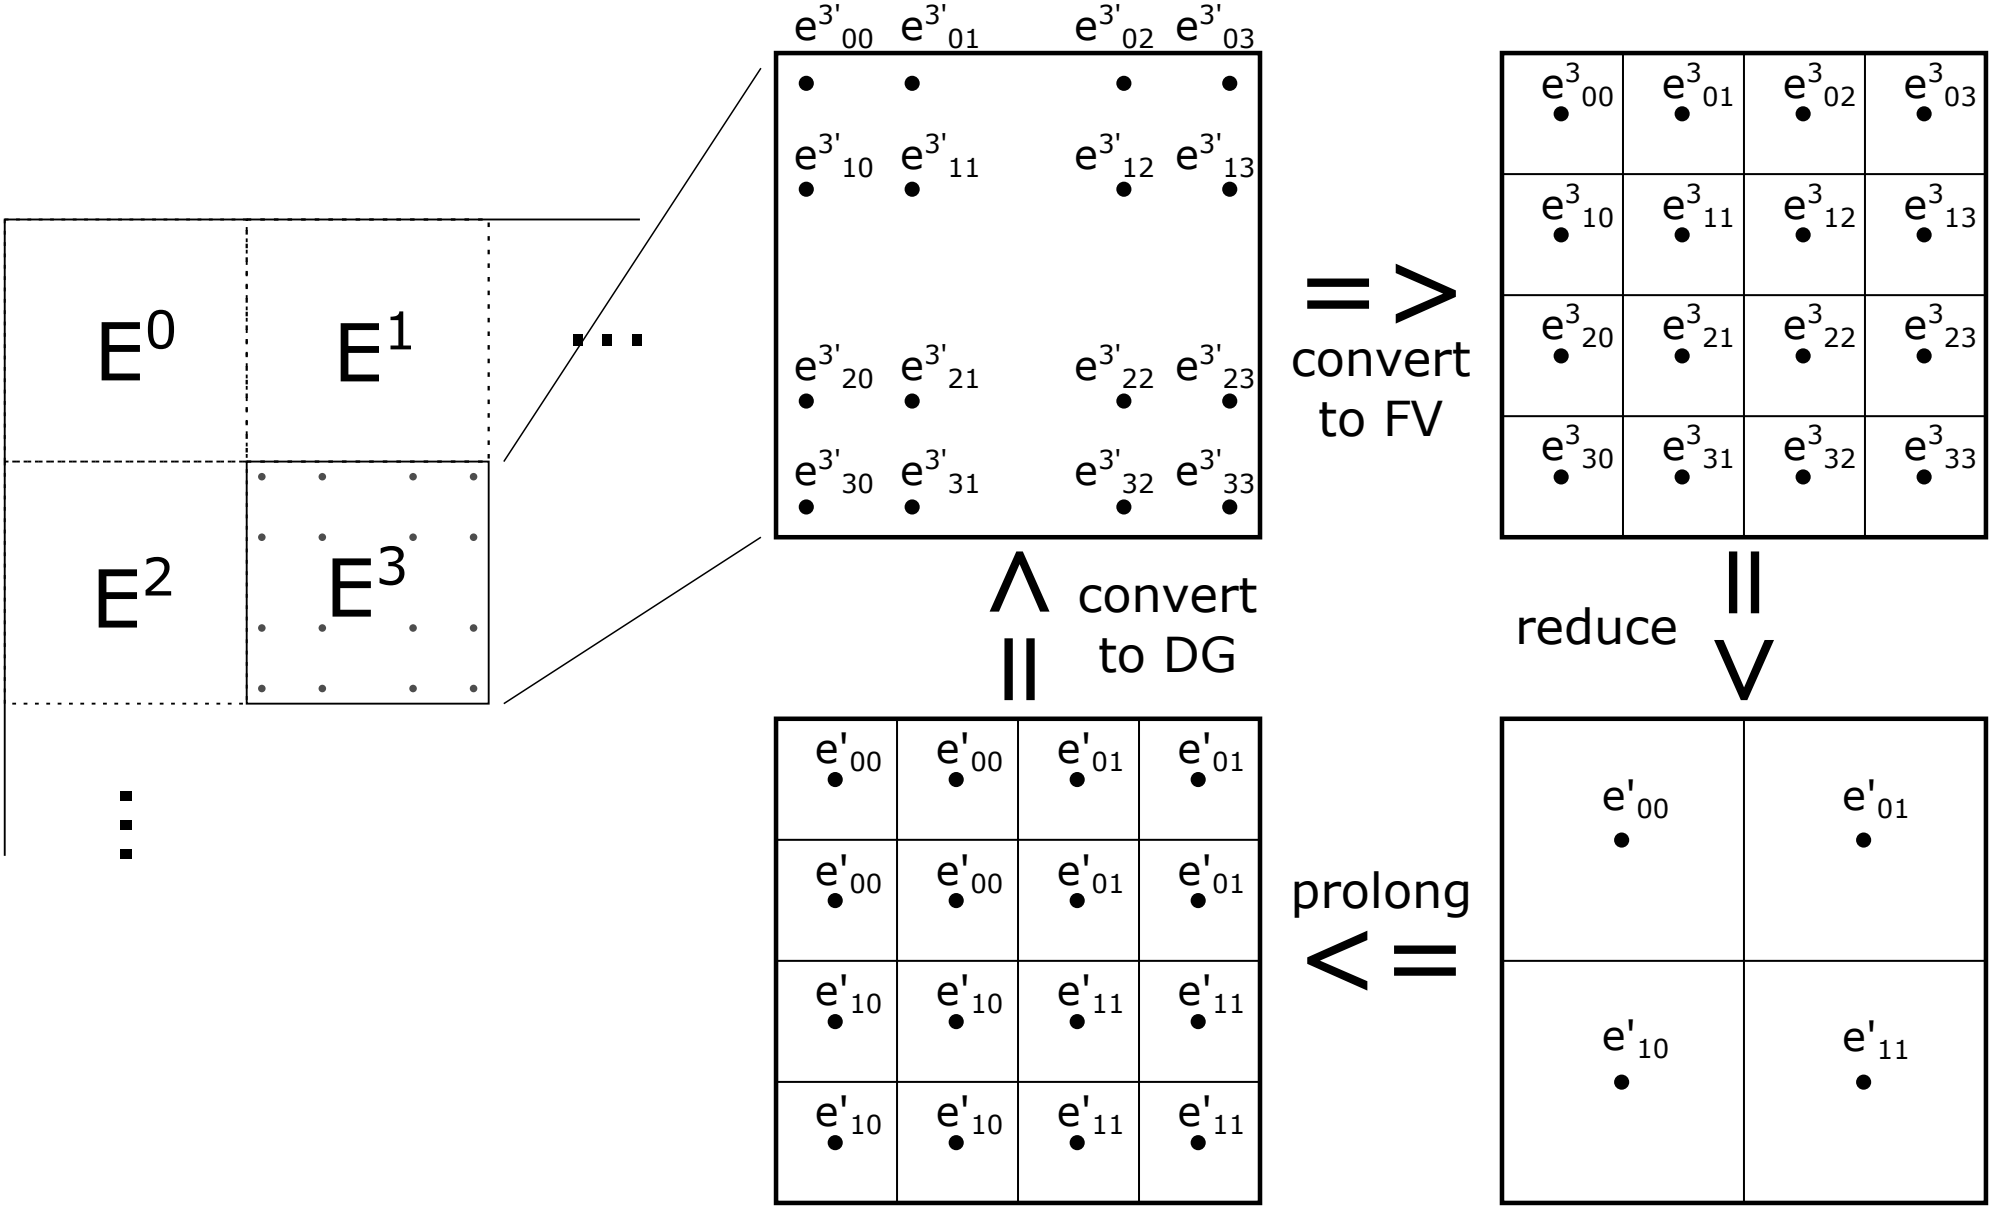 e³'₀₀ e³'₀₁ e³'₀₂ e³'₀₃
e³'₁₀ e³'₁₁ e³'₁₂ e³'₁₃
e³'₂₀ e³'₂₁ e³'₂₂ e³'₂₃
e³'₃₀ e³'₃₁ e³'₃₂ e³'₃₃
E⁰ E¹ ...
E² E³
⋮
= >
convert
to FV
e³₀₀ e³₀₁ e³₀₂ e³₀₃
e³₁₀ e³₁₁ e³₁₂ e³₁₃
e³₂₀ e³₂₁ e³₂₂ e³₂₃
e³₃₀ e³₃₁ e³₃₂ e³₃₃
reduce
= >
e'₀₀ e'₀₁
e'₁₀ e'₁₁
prolong
< =
e'₀₀ e'₀₀ e'₀₁ e'₀₁
e'₀₀ e'₀₀ e'₀₁ e'₀₁
e'₁₀ e'₁₀ e'₁₁ e'₁₁
e'₁₀ e'₁₀ e'₁₁ e'₁₁
= >
convert
to DG